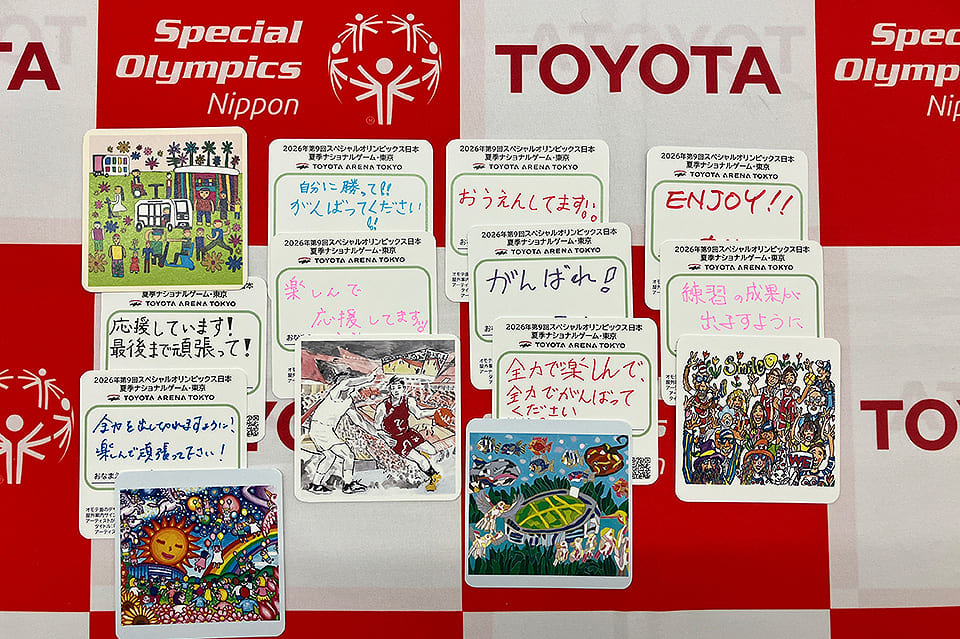 Special
Olympics
Nippon
TOYOTA
Spec
Olymp
Nip
TA
2026年第9回スペシャルオリンピックス日本
夏季ナショナルゲーム・東京
TOYOTA ARENA TOKYO
自分に勝って!!
がんばってください
!!
2026年第9回スペシャルオリンピックス日本
夏季ナショナルゲーム・東京
TOYOTA ARENA TOKYO
おうえんしてます!!
2026年第9回スペシャルオリンピックス日本
夏季ナショナルゲーム・東京
TOYOTA ARENA TOKYO
ENJOY!!
2026年第9回スペシャルオリンピックス日本
夏季ナショナルゲーム・東京
TOYOTA ARENA TOKYO
楽しんで
応援してます!!
2026年第9回スペシャルオリンピックス日本
夏季ナショナルゲーム・東京
TOYOTA ARENA TOKYO
がんばれ!
2026年第9回スペシャルオリンピックス日本
夏季ナショナルゲーム・東京
TOYOTA ARENA TOKYO
練習の成果が
出ますように
夏季ナショナルゲーム・東京
TOYOTA ARENA TOKYO
応援しています!
最後まで頑張って!
2026年第9回スペシャルオリンピックス日本
夏季ナショナルゲーム・東京
TOYOTA ARENA TOKYO
全力で楽しんで、
全力でがんばって
ください
2026年第9回スペシャルオリンピックス日本
夏季ナショナルゲーム・東京
TOYOTA ARENA TOKYO
全力を出し切れますように、
楽しんで頑張って下さい!
おなま
Smile
TOYO